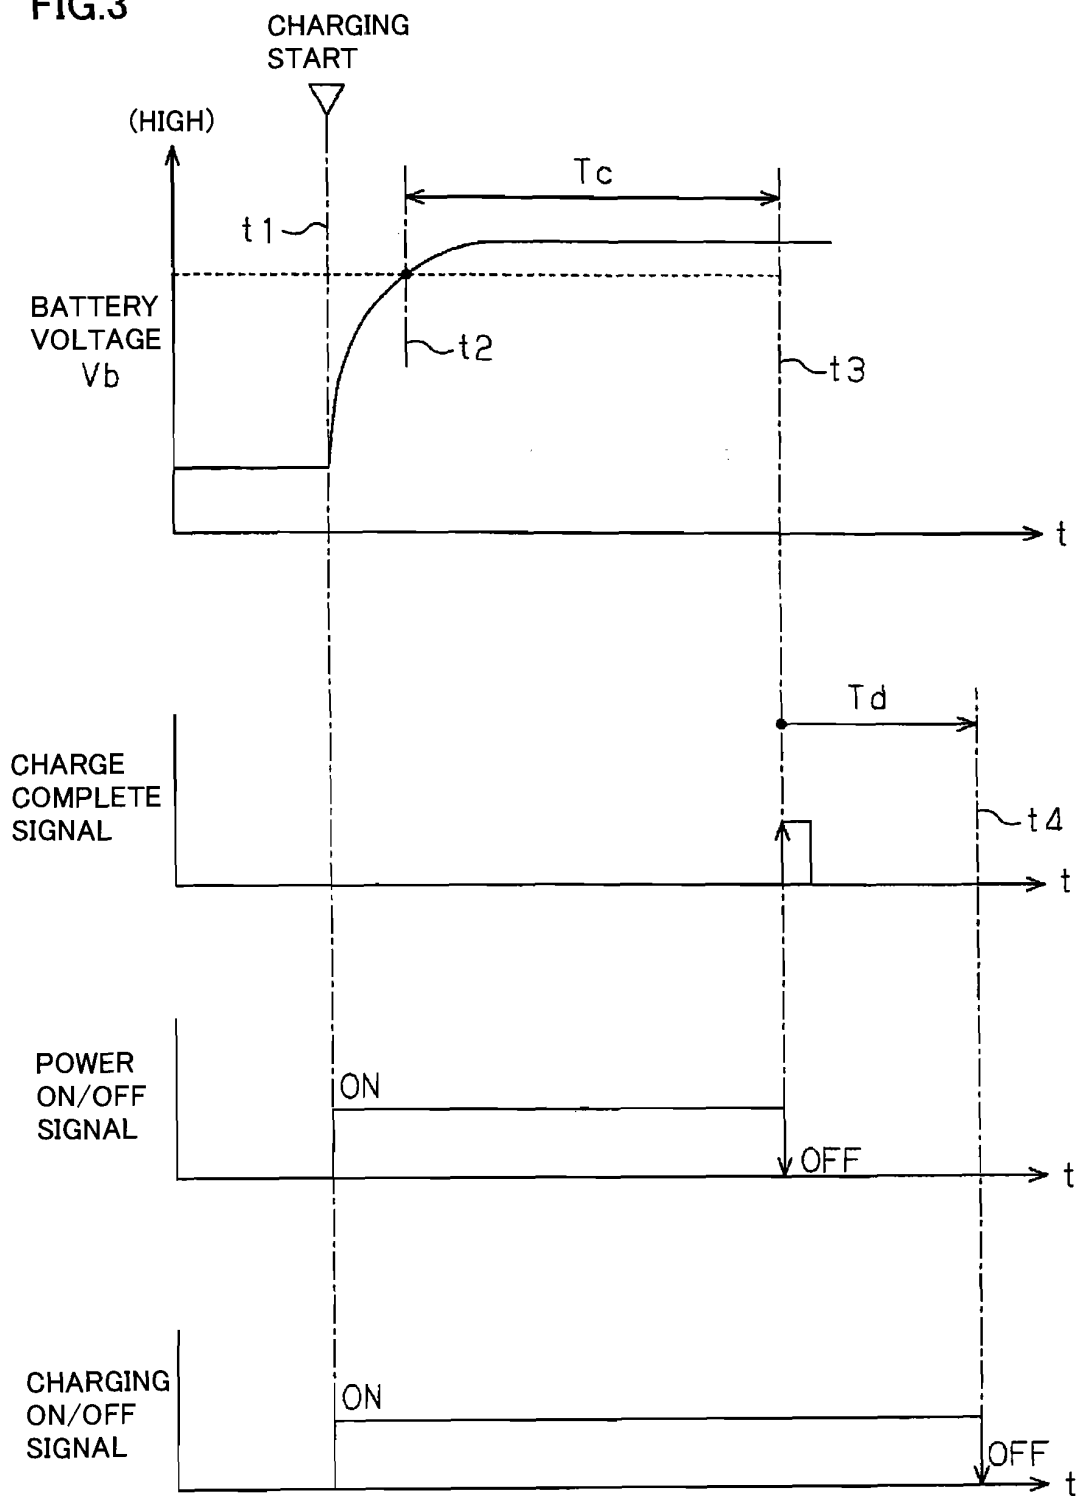 FIG.3
CHARGING
START
(HIGH)
Tc
t1
BATTERY
VOLTAGE
Vb
t2
t3
t
Td
CHARGE
COMPLETE
SIGNAL
t4
t
POWER
ON/OFF
SIGNAL
ON
OFF
t
CHARGING
ON/OFF
SIGNAL
ON
OFF
t